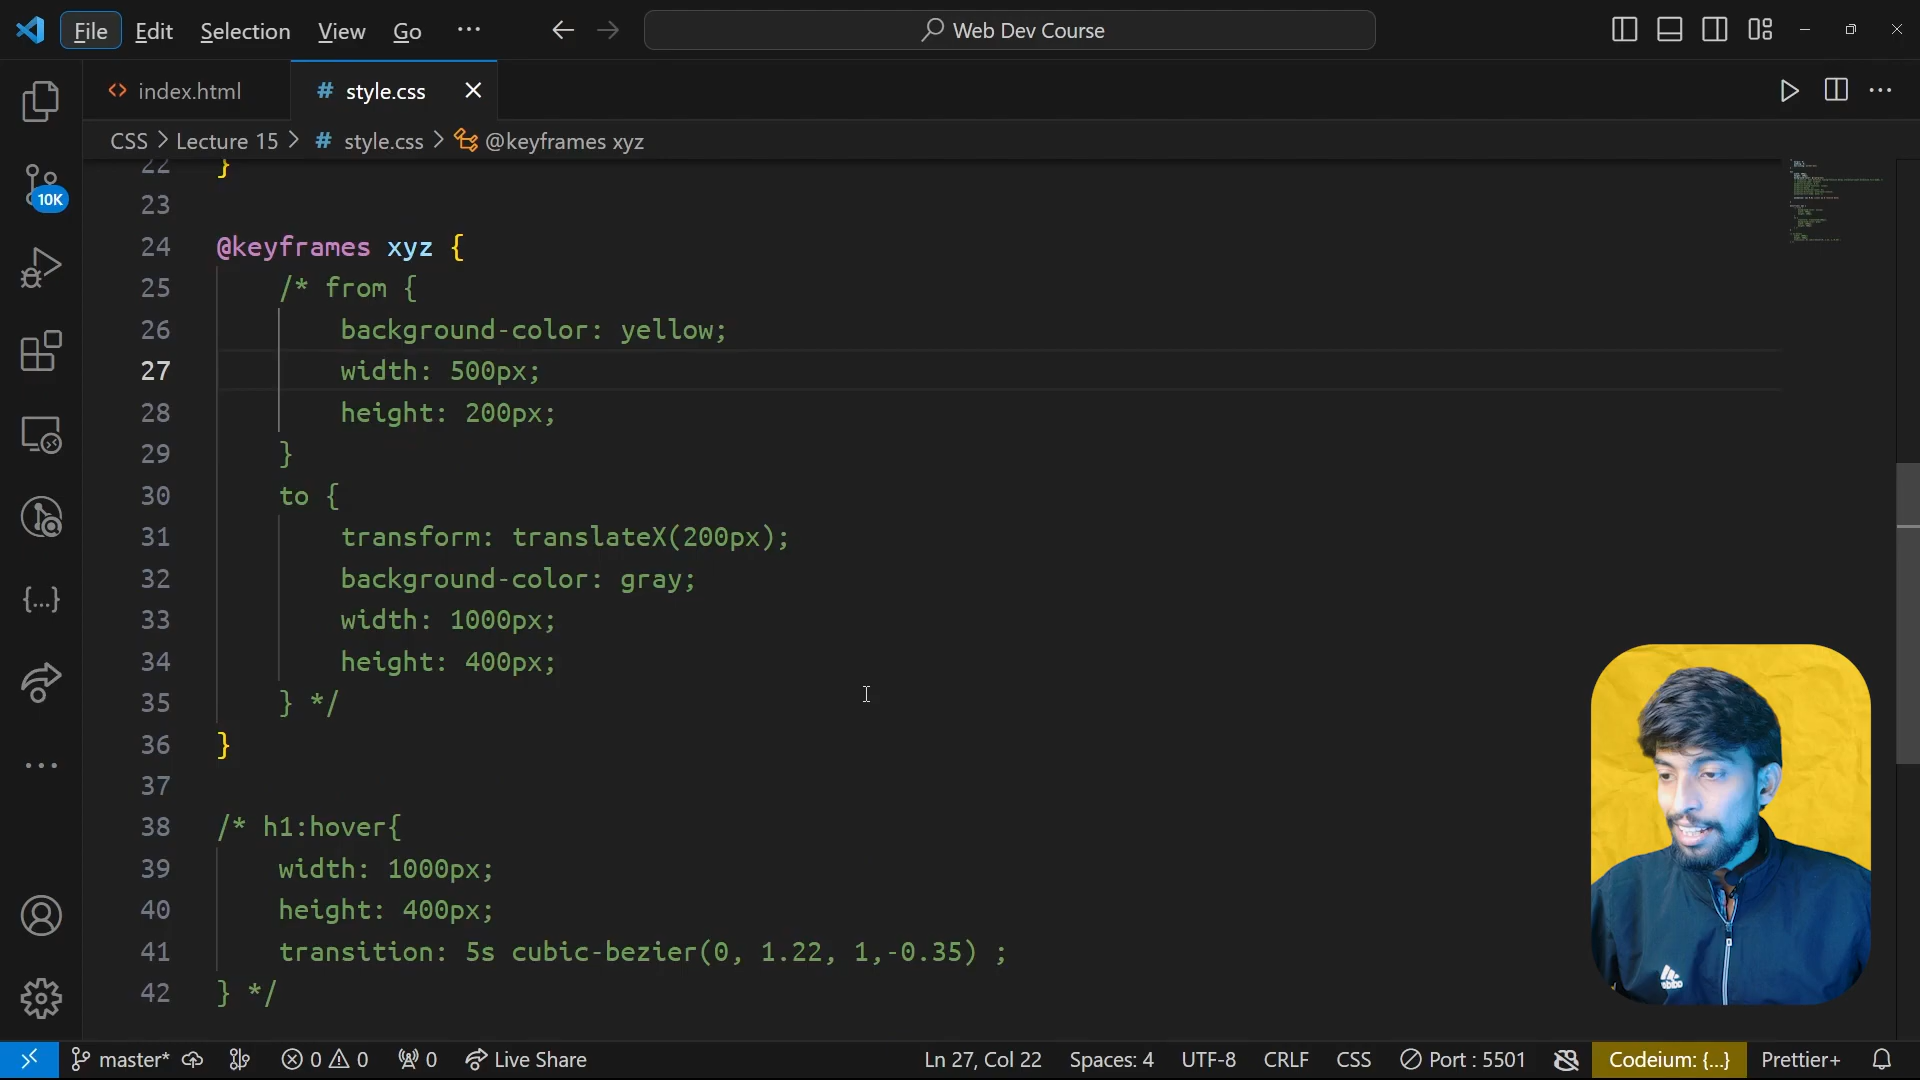 File Edit Selection View Go ··· Web Dev Course
index.html # style.css
CSS > Lecture 15 > # style.css > @keyframes xyz
22 }
23
24 @keyframes xyz {
25 /* from {
26 background-color: yellow;
27 width: 500px;
28 height: 200px;
29 }
30 to {
31 transform: translateX(200px);
32 background-color: gray;
33 width: 1000px;
34 height: 400px;
35 } */
36 }
37
38 /* h1:hover{
39 width: 1000px;
40 height: 400px;
41 transition: 5s cubic-bezier(0, 1.22, 1,-0.35) ;
42 } */
10K
{...}
master* 0 0 0 Live Share Ln 27, Col 22 Spaces: 4 UTF-8 CRLF CSS Port : 5501 Codeium: {...} Prettier+